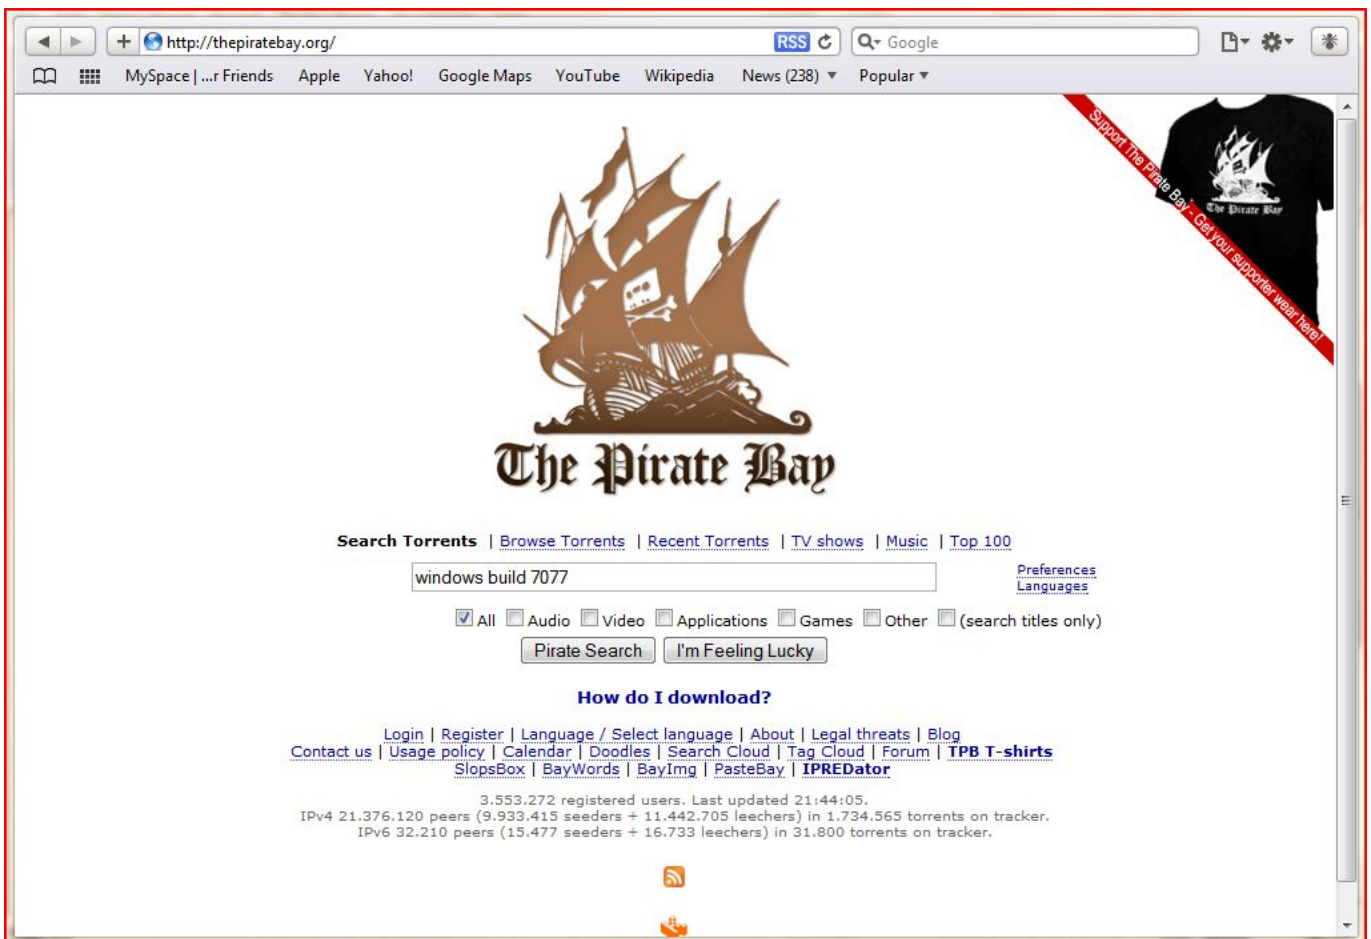 http://thepiratebay.org/
RSS
Google
MySpace | ...r Friends Apple Yahoo! Google Maps YouTube Wikipedia News (238) Popular
Support The Pirate Bay - Get your supporter wear here!
The Pirate Bay
The Pirate Bay
Search Torrents | Browse Torrents | Recent Torrents | TV shows | Music | Top 100
windows build 7077
Preferences
Languages
All Audio Video Applications Games Other (search titles only)
Pirate Search I'm Feeling Lucky
How do I download?
Login | Register | Language / Select language | About | Legal threats | Blog
Contact us | Usage policy | Calendar | Doodles | Search Cloud | Tag Cloud | Forum | TPB T-shirts
SlopsBox | BayWords | BayImg | PasteBay | IPREDator
3.553.272 registered users. Last updated 21:44:05.
IPv4 21.376.120 peers (9.933.415 seeders + 11.442.705 leechers) in 1.734.565 torrents on tracker.
IPv6 32.210 peers (15.477 seeders + 16.733 leechers) in 31.800 torrents on tracker.